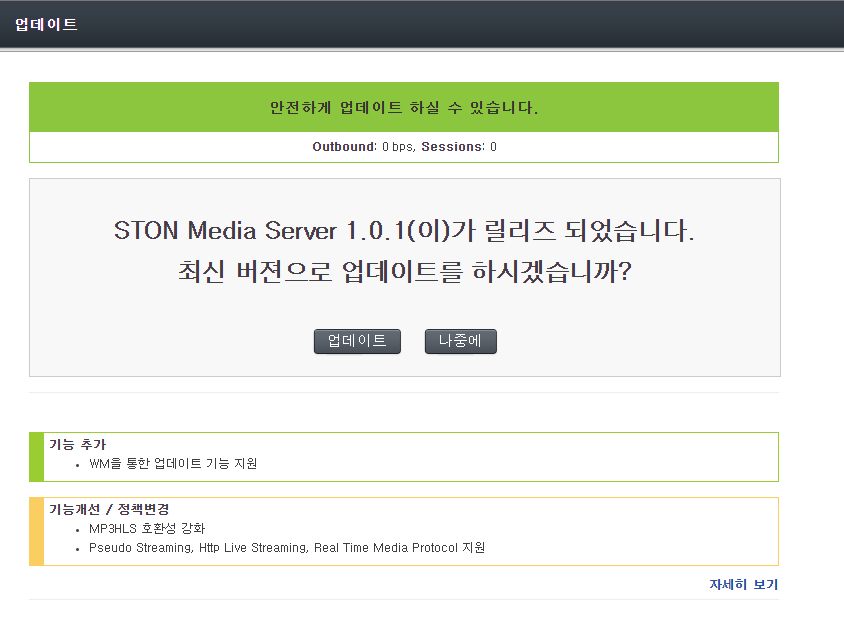 업데이트
안전하게 업데이트 하실 수 있습니다.
Outbound: 0 bps, Sessions: 0
STON Media Server 1.0.1(이)가 릴리즈 되었습니다.
최신 버젼으로 업데이트를 하시겠습니까?
업데이트 나중에
기능 추가
• WM을 통한 업데이트 기능 지원
기능개선 / 정책변경
• MP3HLS 호환성 강화
• Pseudo Streaming, Http Live Streaming, Real Time Media Protocol 지원
자세히 보기